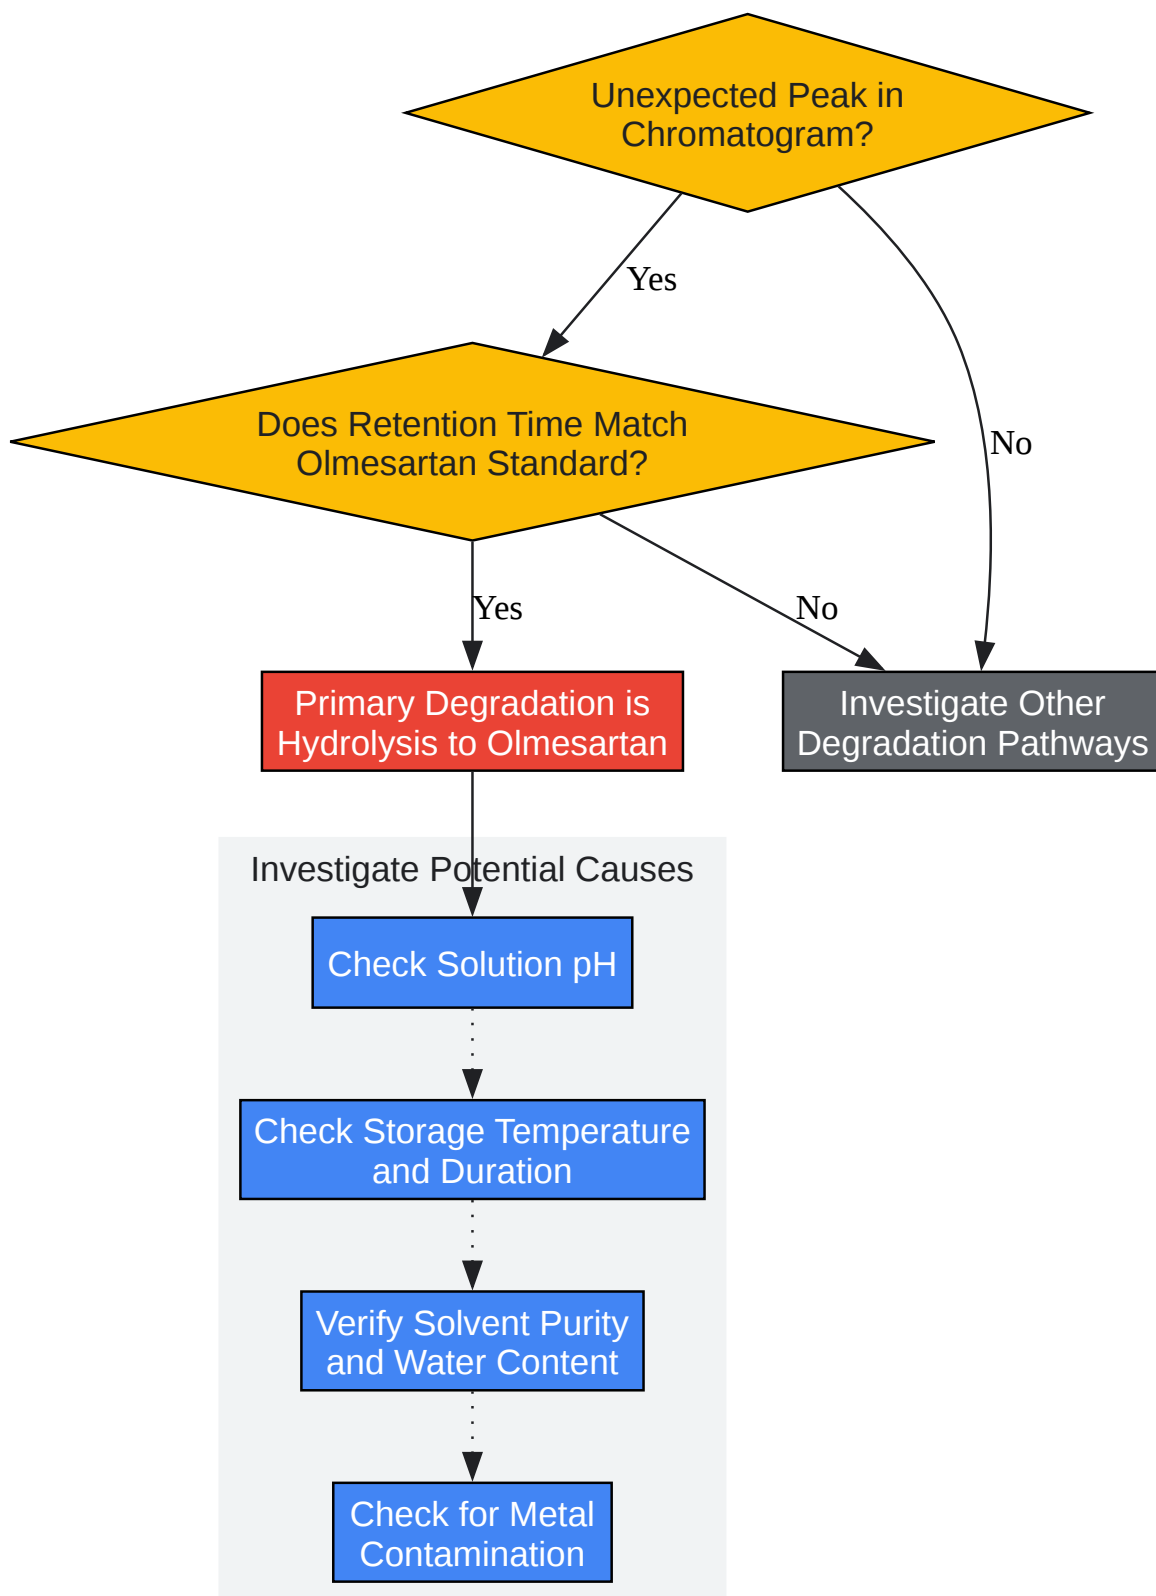 Unexpected Peak in
Chromatogram?
Yes
No
Does Retention Time Match
Olmesartan Standard?
Yes
No
Primary Degradation is
Hydrolysis to Olmesartan
Investigate Other
Degradation Pathways
Investigate Potential Causes
Check Solution pH
Check Storage Temperature
and Duration
Verify Solvent Purity
and Water Content
Check for Metal
Contamination